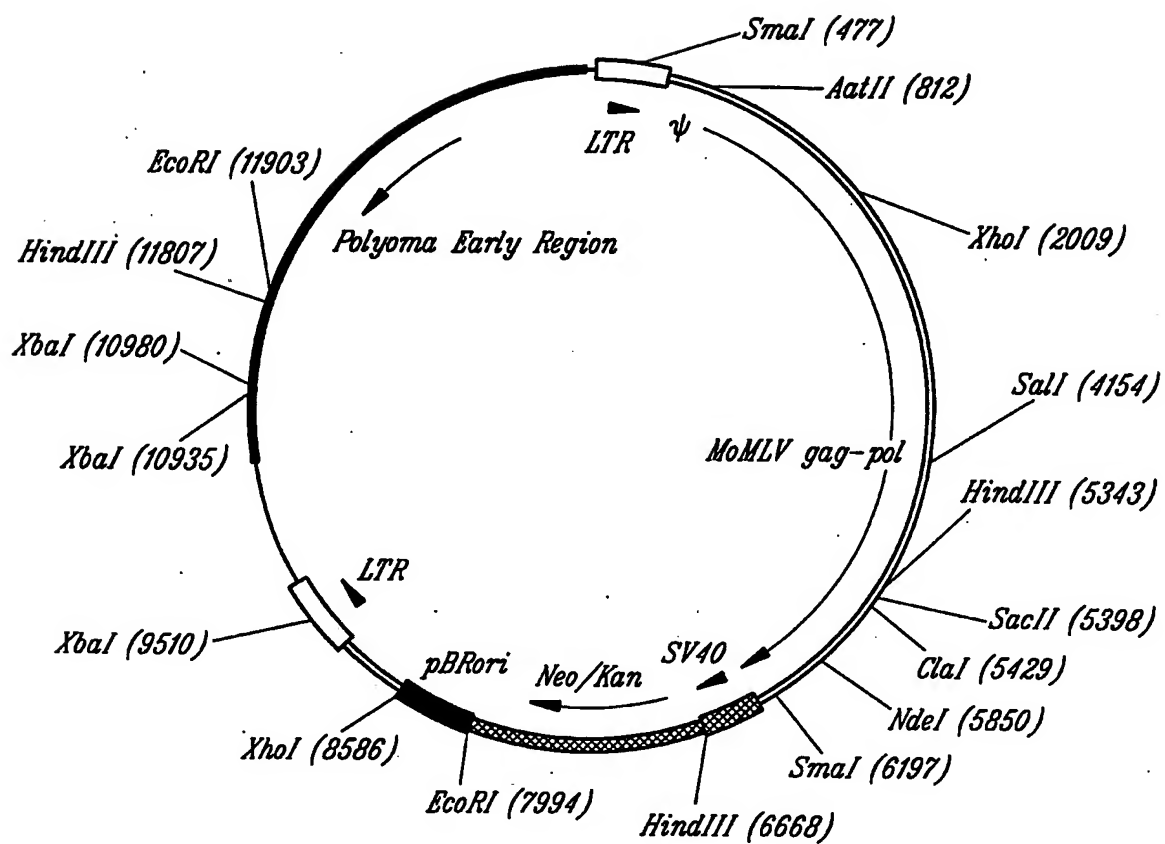 SmaI (477)
AatII (812)
LTR
ψ
EcoRI (11903)
XhoI (2009)
Polyoma Early Region
HindIII (11807)
XbaI (10980)
SalI (4154)
XbaI (10935)
MoMLV gag-pol
HindIII (5343)
LTR
SacII (5398)
XbaI (9510)
SV40
pBRori
Neo/Kan
ClaI (5429)
NdeI (5850)
XhoI (8586)
SmaI (6197)
EcoRI (7994)
HindIII (6668)